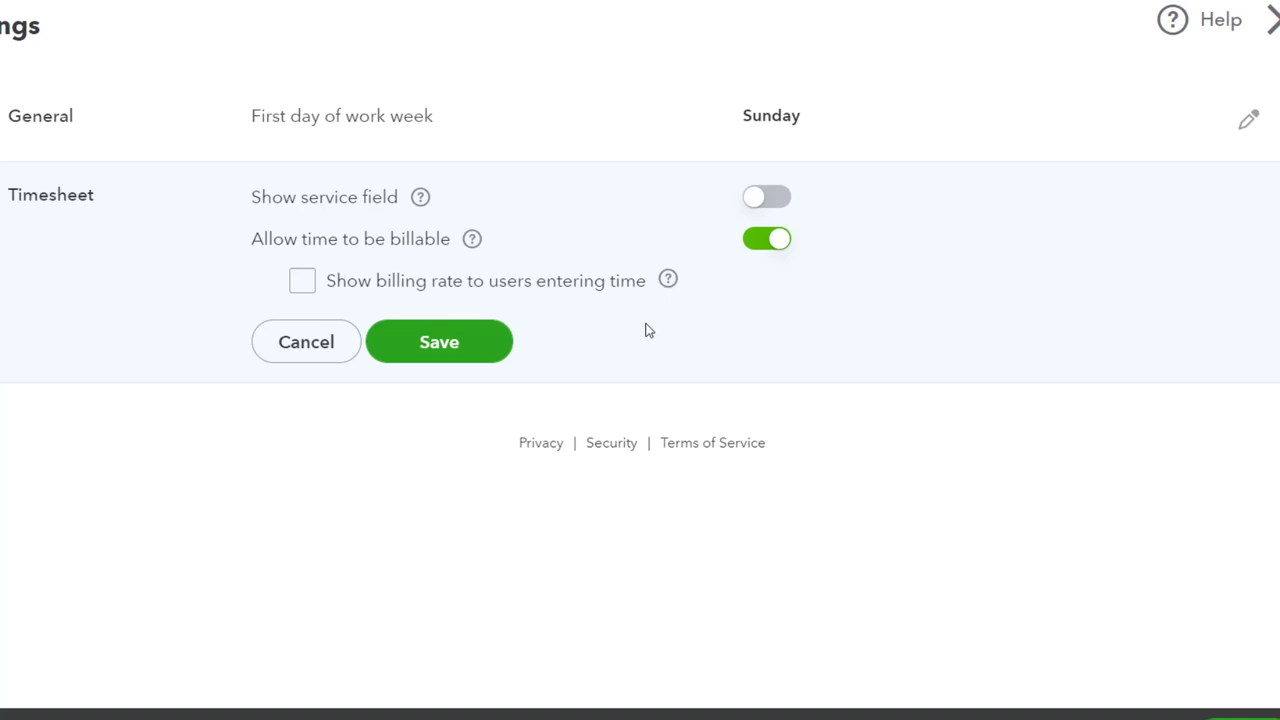 ngs
? Help
General First day of work week Sunday
Timesheet Show service field ?
Allow time to be billable ?
Show billing rate to users entering time ?
Cancel Save
Privacy | Security | Terms of Service